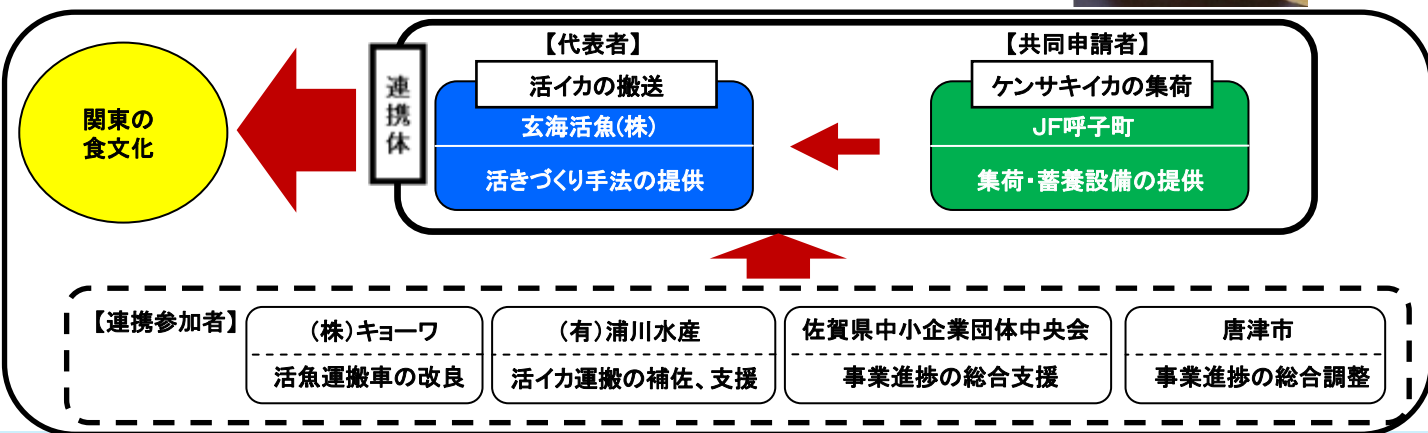 【代表者】
【共同申請者】
関東の
食文化
連携体
活イカの搬送
玄海活魚(株)
活きづくり手法の提供
ケンサキイカの集荷
JF呼子町
集荷・蓄養設備の提供
【連携参加者】
(株)キョーワ
活魚運搬車の改良
(有)浦川水産
活イカ運搬の補佐、支援
佐賀県中小企業団体中央会
事業進捗の総合支援
唐津市
事業進捗の総合調整